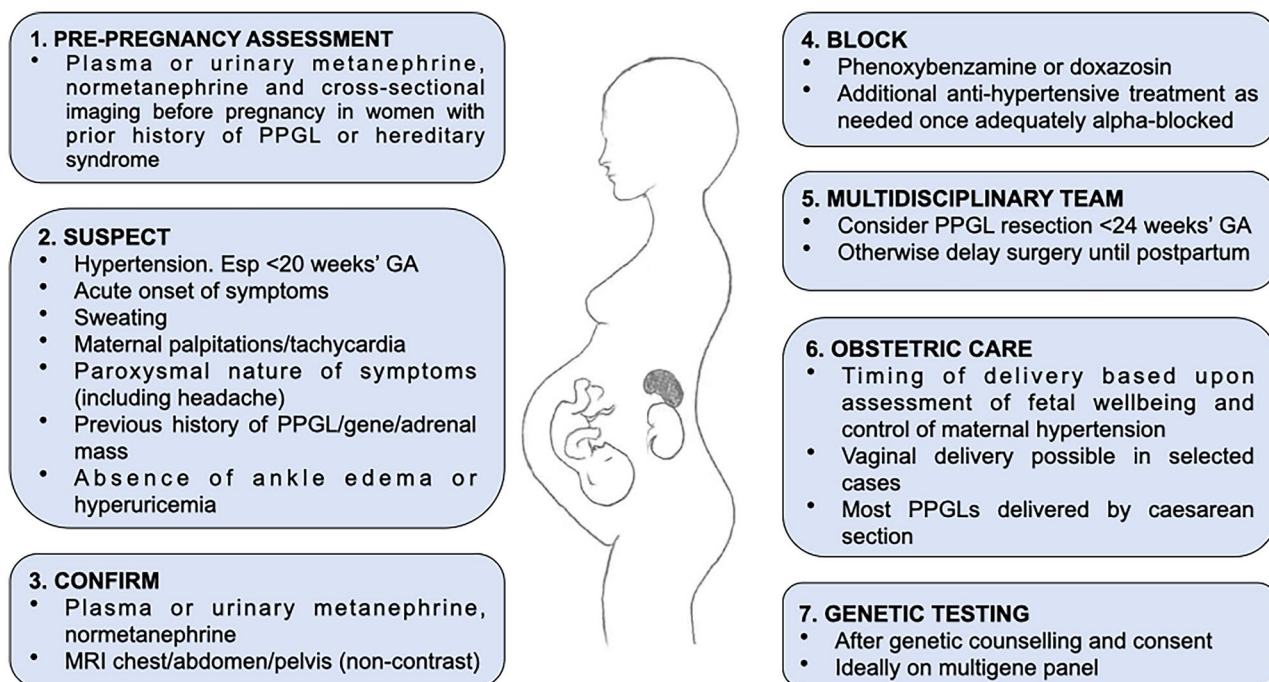 1. PRE-PREGNANCY ASSESSMENT
• Plasma or urinary metanephrine,
normetanephrine and cross-sectional
imaging before pregnancy in women with
prior history of PPGL or hereditary
syndrome
2. SUSPECT
• Hypertension. Esp <20 weeks’ GA
• Acute onset of symptoms
• Sweating
• Maternal palpitations/tachycardia
• Paroxysmal nature of symptoms
(including headache)
• Previous history of PPGL/gene/adrenal
mass
• Absence of ankle edema or
hyperuricemia
3. CONFIRM
• Plasma or urinary metanephrine,
normetanephrine
• MRI chest/abdomen/pelvis (non-contrast)
4. BLOCK
• Phenoxybenzamine or doxazosin
• Additional anti-hypertensive treatment as
needed once adequately alpha-blocked
5. MULTIDISCIPLINARY TEAM
• Consider PPGL resection <24 weeks’ GA
• Otherwise delay surgery until postpartum
6. OBSTETRIC CARE
• Timing of delivery based upon
assessment of fetal wellbeing and
control of maternal hypertension
• Vaginal delivery possible in selected
cases
• Most PPGLs delivered by caesarean
section
7. GENETIC TESTING
• After genetic counselling and consent
• Ideally on multigene panel